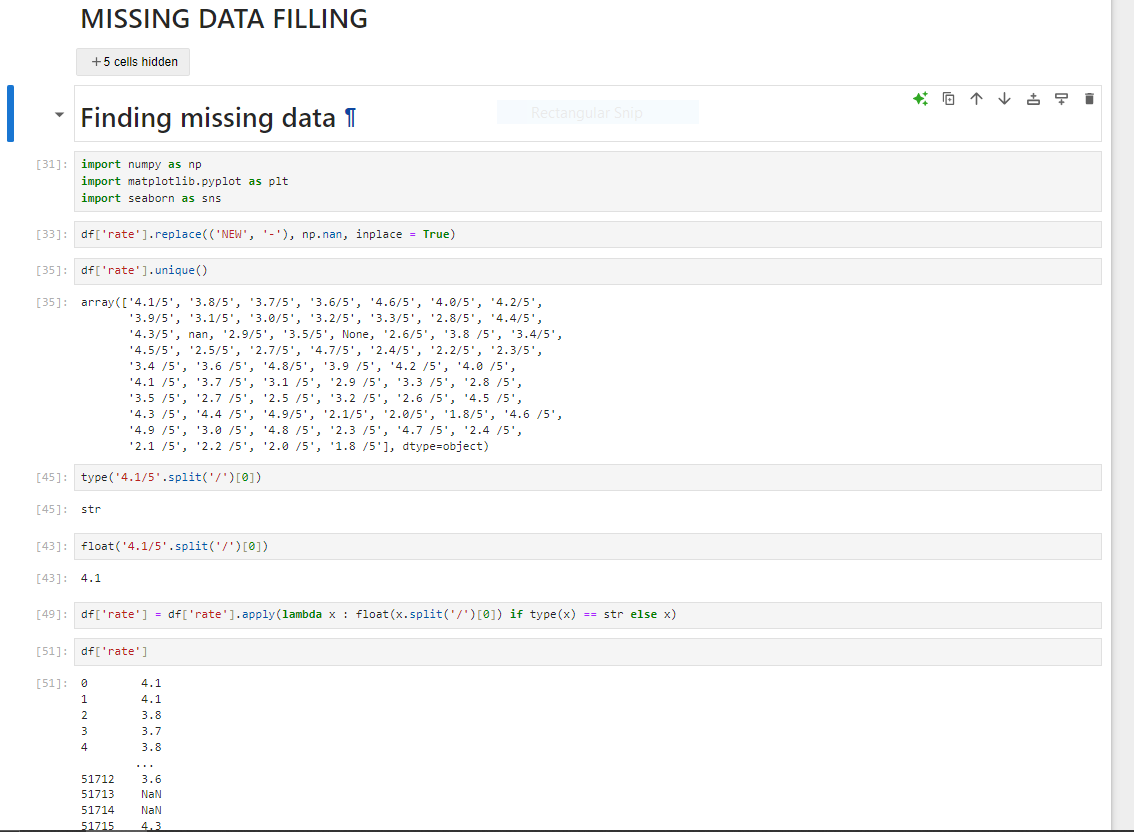 MISSING DATA FILLING
+ 5 cells hidden
Rectangular Snip
Finding missing data ¶
[31]: import numpy as np
import matplotlib.pyplot as plt
import seaborn as sns
[33]: df['rate'].replace(('NEW', '-'), np.nan, inplace = True)
[35]: df['rate'].unique()
[35]: array(['4.1/5', '3.8/5', '3.7/5', '3.6/5', '4.6/5', '4.0/5', '4.2/5',
'3.9/5', '3.1/5', '3.0/5', '3.2/5', '3.3/5', '2.8/5', '4.4/5',
'4.3/5', nan, '2.9/5', '3.5/5', None, '2.6/5', '3.8 /5', '3.4/5',
'4.5/5', '2.5/5', '2.7/5', '4.7/5', '2.4/5', '2.2/5', '2.3/5',
'3.4 /5', '3.6 /5', '4.8/5', '3.9 /5', '4.2 /5', '4.0 /5',
'4.1 /5', '3.7 /5', '3.1 /5', '2.9 /5', '3.3 /5', '2.8 /5',
'3.5 /5', '2.7 /5', '2.5 /5', '3.2 /5', '2.6 /5', '4.5 /5',
'4.3 /5', '4.4 /5', '4.9/5', '2.1/5', '2.0/5', '1.8/5', '4.6 /5',
'4.9 /5', '3.0 /5', '4.8 /5', '2.3 /5', '4.7 /5', '2.4 /5',
'2.1 /5', '2.2 /5', '2.0 /5', '1.8 /5'], dtype=object)
[45]: type('4.1/5'.split('/')[0])
[45]: str
[43]: float('4.1/5'.split('/')[0])
[43]: 4.1
[49]: df['rate'] = df['rate'].apply(lambda x : float(x.split('/')[0]) if type(x) == str else x)
[51]: df['rate']
[51]: 0 4.1
1 4.1
2 3.8
3 3.7
4 3.8
...
51712 3.6
51713 NaN
51714 NaN
51715 4.3